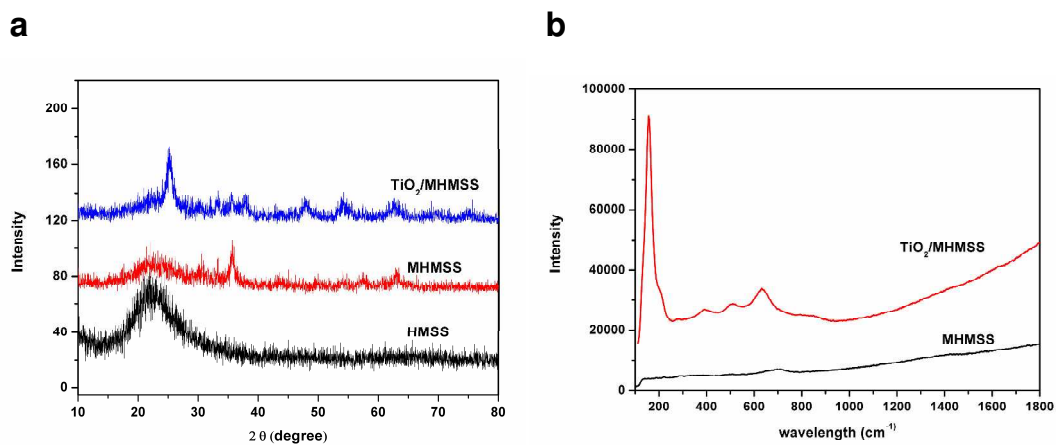 a
b
200
160
120
80
40
0
Intensity
TiO2/MHMSS
MHMSS
HMSS
10 20 30 40 50 60 70 80
2 θ (degree)
100000
80000
60000
40000
20000
0
Intensity
TiO2/MHMSS
MHMSS
200 400 600 800 1000 1200 1400 1600 1800
wavelength (cm-1)